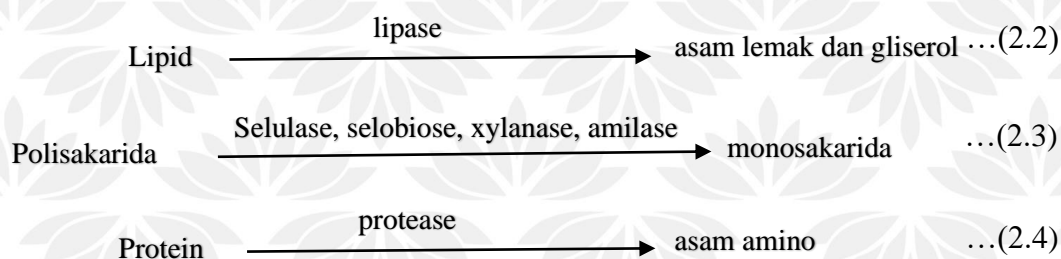 lipase
Lipid asam lemak dan gliserol …(2.2)
Selulase, selobiose, xylanase, amilase
Polisakarida monosakarida …(2.3)
protease
Protein asam amino …(2.4)